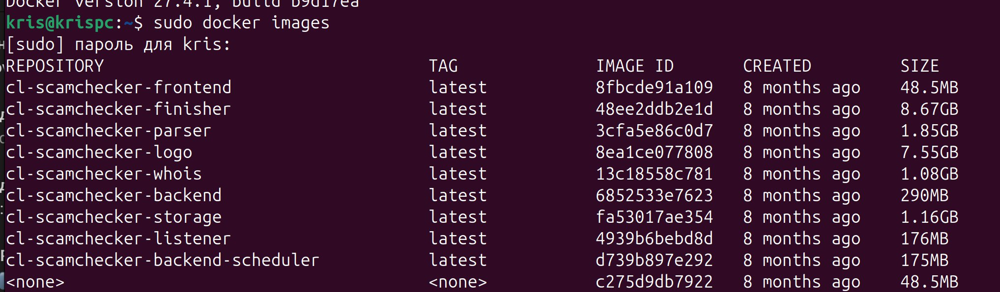 Docker version 27.4.1, build b9d17ea
kris@krispc:~$ sudo docker images
[sudo] пароль для kris:
REPOSITORY TAG IMAGE ID CREATED SIZE
cl-scamchecker-frontend latest 8fbcde91a109 8 months ago 48.5MB
cl-scamchecker-finisher latest 48ee2ddb2e1d 8 months ago 8.67GB
cl-scamchecker-parser latest 3cfa5e86c0d7 8 months ago 1.85GB
cl-scamchecker-logo latest 8ea1ce077808 8 months ago 7.55GB
cl-scamchecker-whois latest 13c18558c781 8 months ago 1.08GB
cl-scamchecker-backend latest 6852533e7623 8 months ago 290MB
cl-scamchecker-storage latest fa53017ae354 8 months ago 1.16GB
cl-scamchecker-listener latest 4939b6bebd8d 8 months ago 176MB
cl-scamchecker-backend-scheduler latest d739b897e292 8 months ago 175MB
<none> <none> c275d9db7922 8 months ago 48.5MB